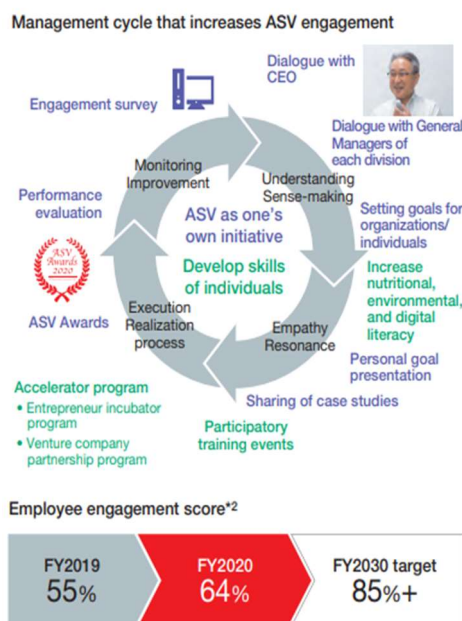 Management cycle that increases ASV engagement
Dialogue with
CEO
Engagement survey
Dialogue with General
Managers of
each division
Monitoring
Improvement
Understanding
Sense-making
Performance
evaluation
ASV as one's
own initiative
Setting goals for
organizations/
individuals
ASV
Awards
2020
Develop skills
of individuals
Increase
nutritional,
environmental,
and digital
literacy
ASV Awards
Execution
Realization
process
Empathy
Resonance
Personal goal
presentation
Accelerator program
• Entrepreneur incubator
program
• Venture company
partnership program
Sharing of case studies
Participatory
training events
Employee engagement score*2
FY2019
55%
FY2020
64%
FY2030 target
85%+